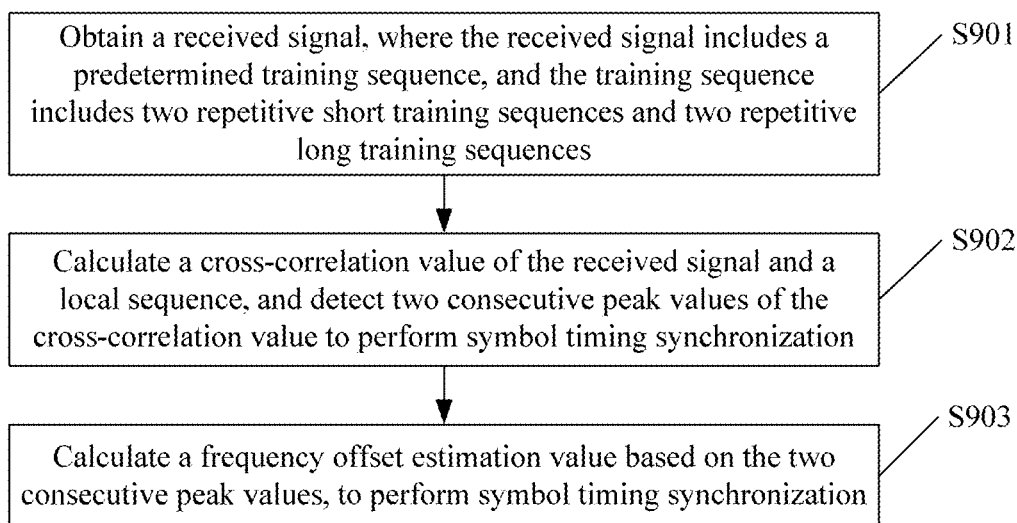 Obtain a received signal, where the received signal includes a
predetermined training sequence, and the training sequence
includes two repetitive short training sequences and two repetitive
long training sequences
S901
Calculate a cross-correlation value of the received signal and a
local sequence, and detect two consecutive peak values of the
cross-correlation value to perform symbol timing synchronization
S902
Calculate a frequency offset estimation value based on the two
consecutive peak values, to perform symbol timing synchronization
S903